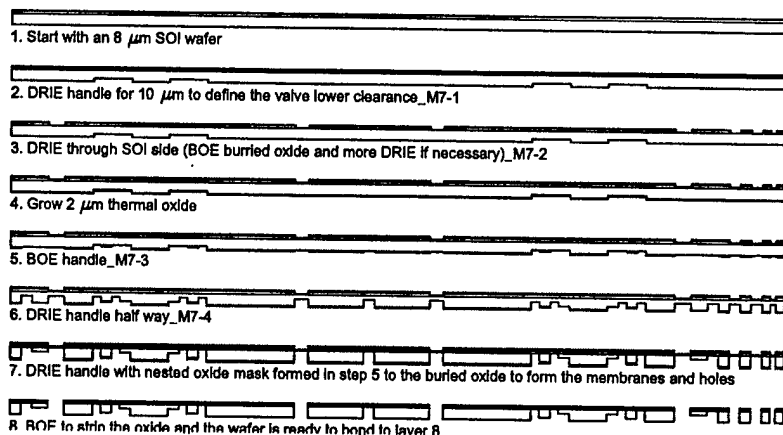 1. Start with an 8 μm SOI wafer
2. DRIE handle for 10 μm to define the valve lower clearance_M7-1
3. DRIE through SOI side (BOE burried oxide and more DRIE if necessary)_M7-2
4. Grow 2 μm thermal oxide
5. BOE handle_M7-3
6. DRIE handle half way_M7-4
7. DRIE handle with nested oxide mask formed in step 5 to the buried oxide to form the membranes and holes
8. BOE to strip the oxide and the wafer is ready to bond to layer 8